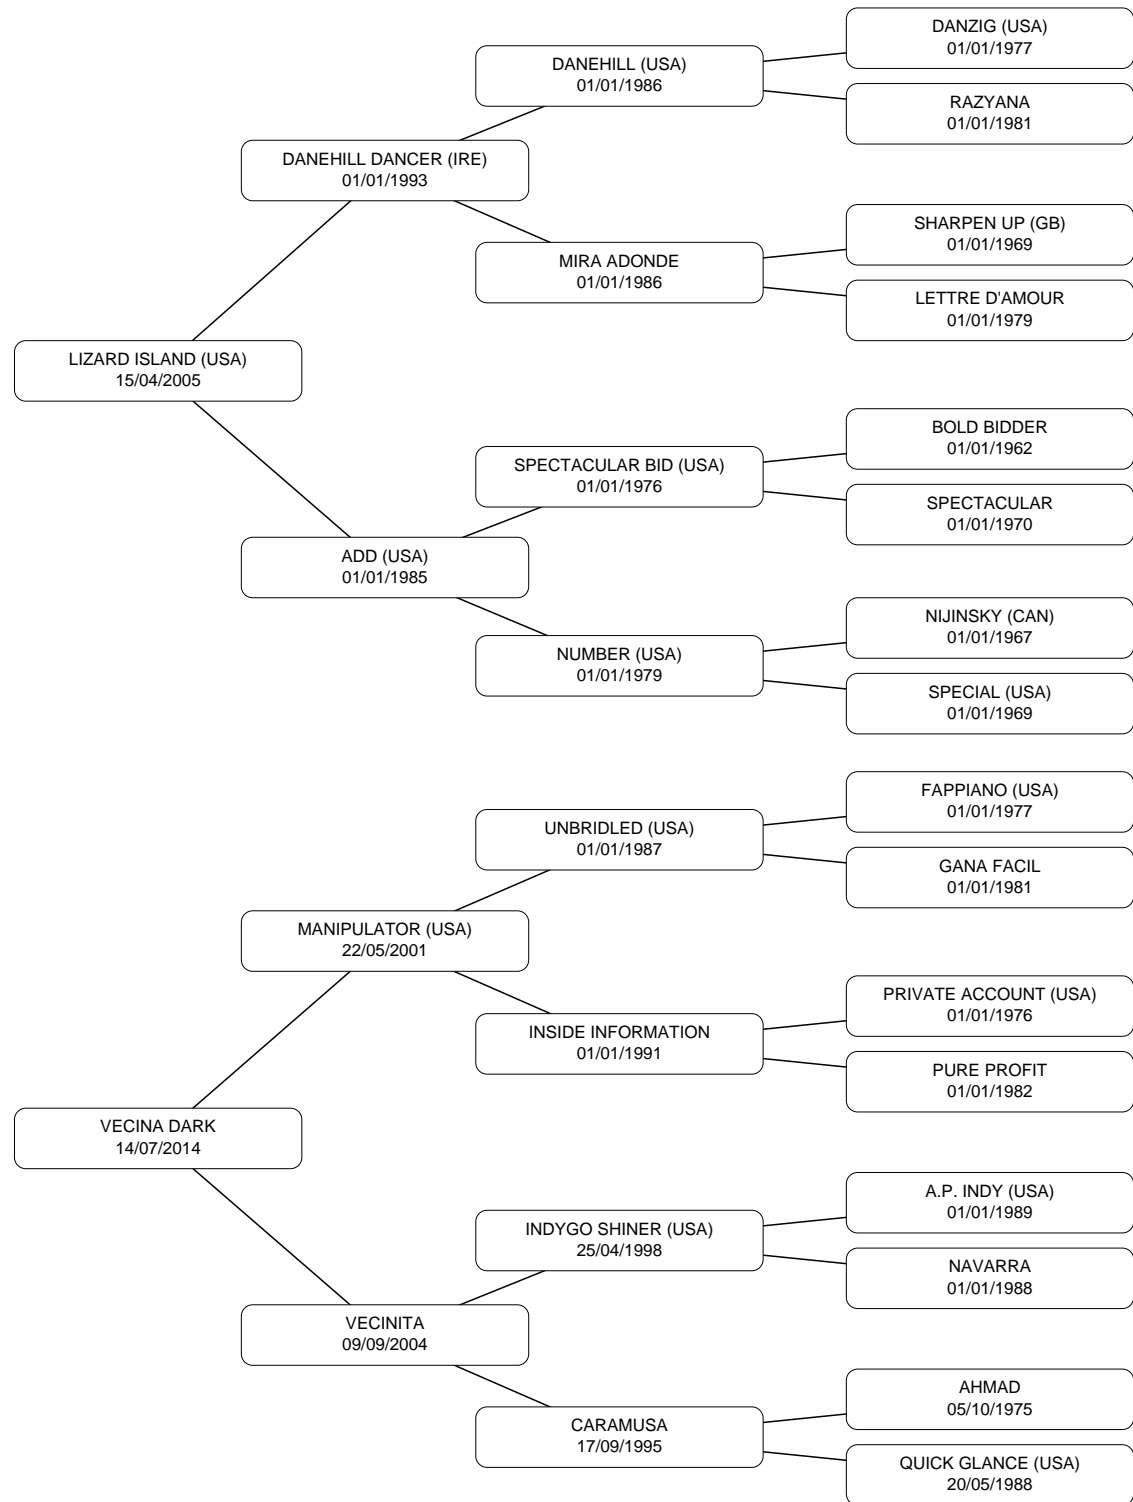 DANZIG (USA)
01/01/1977
DANEHILL (USA)
01/01/1986
RAZYANA
01/01/1981
DANEHILL DANCER (IRE)
01/01/1993
SHARPEN UP (GB)
01/01/1969
MIRA ADONDE
01/01/1986
LETTRE D'AMOUR
01/01/1979
LIZARD ISLAND (USA)
15/04/2005
BOLD BIDDER
01/01/1962
SPECTACULAR BID (USA)
01/01/1976
SPECTACULAR
01/01/1970
ADD (USA)
01/01/1985
NIJINSKY (CAN)
01/01/1967
NUMBER (USA)
01/01/1979
SPECIAL (USA)
01/01/1969
FAPPIANO (USA)
01/01/1977
UNBRIDLED (USA)
01/01/1987
GANA FACIL
01/01/1981
MANIPULATOR (USA)
22/05/2001
PRIVATE ACCOUNT (USA)
01/01/1976
INSIDE INFORMATION
01/01/1991
PURE PROFIT
01/01/1982
VECINA DARK
14/07/2014
A.P. INDY (USA)
01/01/1989
INDYGO SHINER (USA)
25/04/1998
NAVARRA
01/01/1988
VECINITA
09/09/2004
AHMAD
05/10/1975
CARAMUSA
17/09/1995
QUICK GLANCE (USA)
20/05/1988